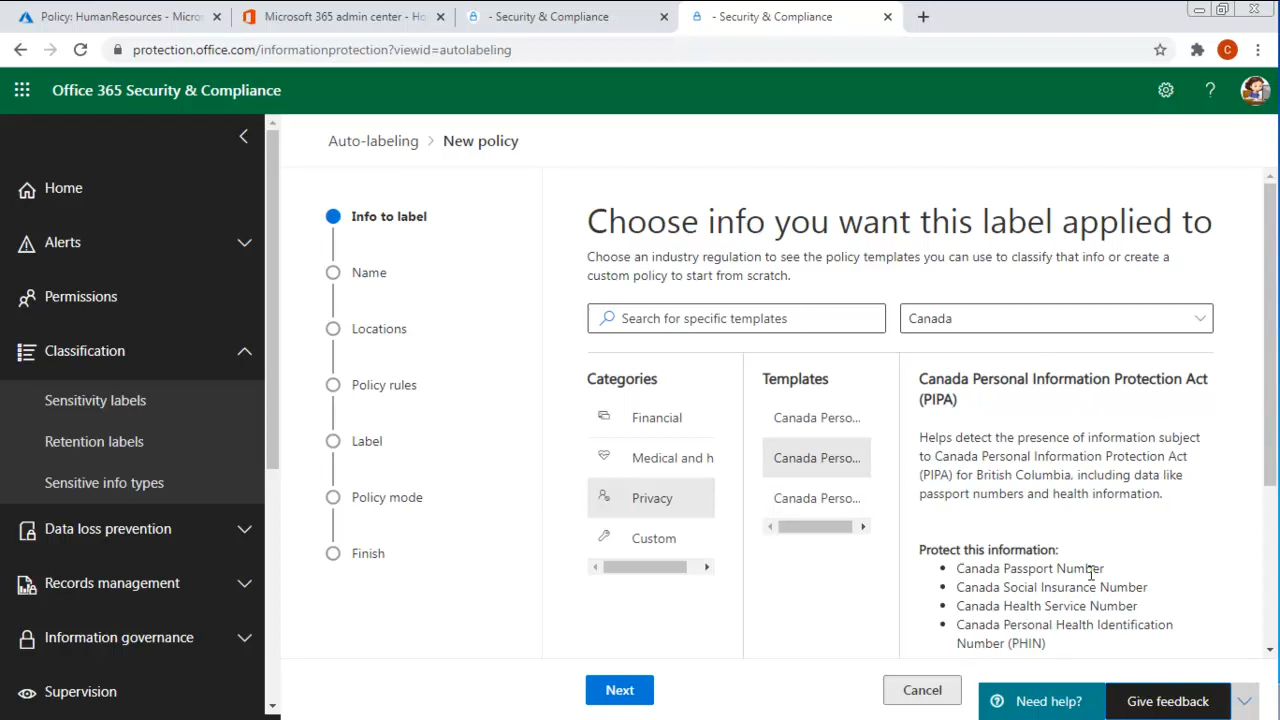 Policy: HumanResources - Micros
Microsoft 365 admin center - Ho
- Security & Compliance
- Security & Compliance
protection.office.com/informationprotection?viewid=autolabeling
C
Office 365 Security & Compliance
Auto-labeling > New policy
Home
Alerts
Permissions
Classification
Sensitivity labels
Retention labels
Sensitive info types
Data loss prevention
Records management
Information governance
Supervision
Info to label
Name
Locations
Policy rules
Label
Policy mode
Finish
Choose info you want this label applied to
Choose an industry regulation to see the policy templates you can use to classify that info or create a
custom policy to start from scratch.
Search for specific templates
Canada
Categories
Financial
Medical and h
Privacy
Custom
Templates
Canada Perso...
Canada Perso...
Canada Perso...
Canada Personal Information Protection Act
(PIPA)
Helps detect the presence of information subject
to Canada Personal Information Protection Act
(PIPA) for British Columbia, including data like
passport numbers and health information.
Protect this information:
• Canada Passport Number
• Canada Social Insurance Number
• Canada Health Service Number
• Canada Personal Health Identification
Number (PHIN)
Next
Cancel
Need help?
Give feedback